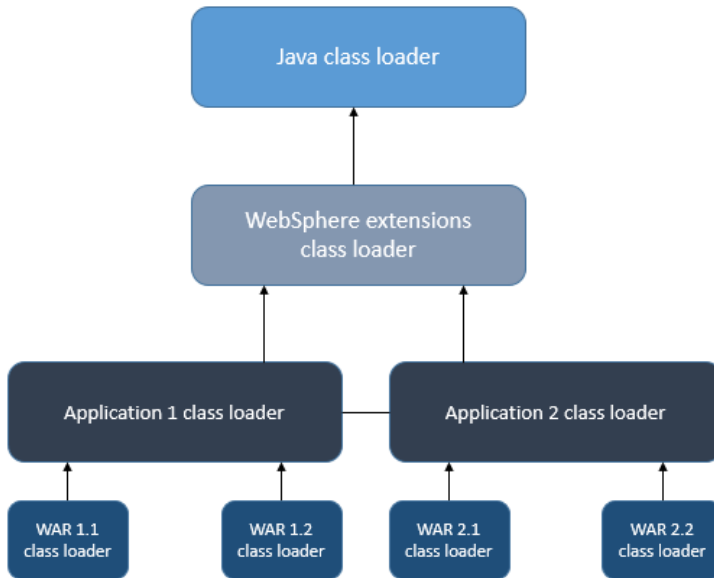 Java class loader
WebSphere extensions
class loader
Application 1 class loader
Application 2 class loader
WAR 1.1
class loader
WAR 1.2
class loader
WAR 2.1
class loader
WAR 2.2
class loader